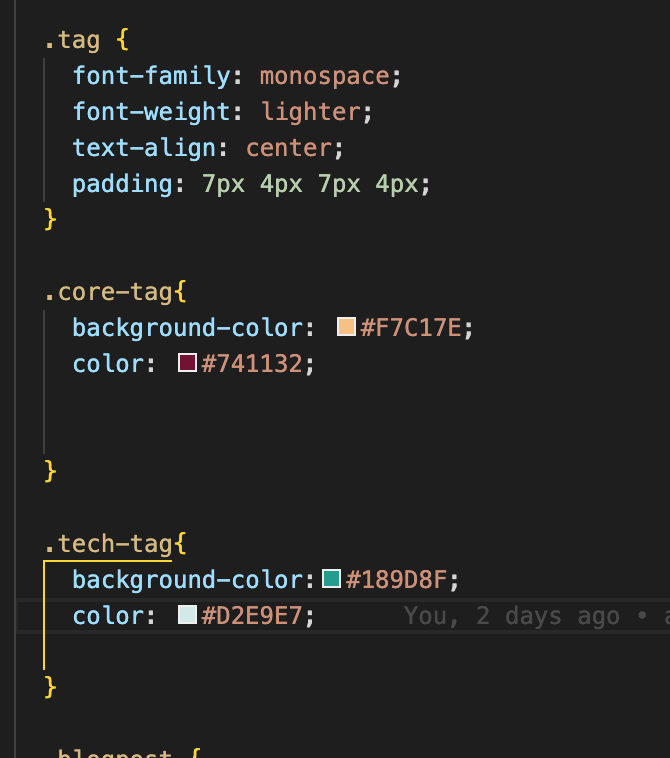 .tag {
font-family: monospace;
font-weight: lighter;
text-align: center;
padding: 7px 4px 7px 4px;
}
.core-tag{
background-color: #F7C17E;
color: #741132;
}
.tech-tag{
background-color: #189D8F;
color: #D2E9E7; You, 2 days ago •
}
.blogpost {